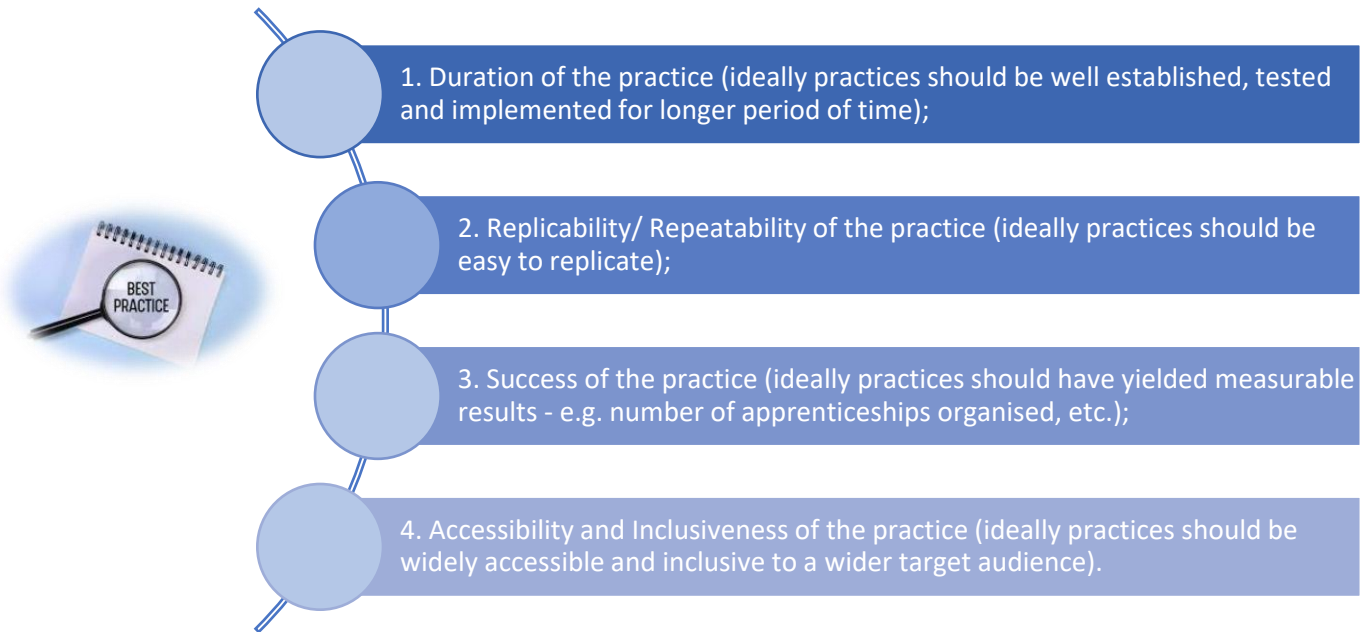 1. Duration of the practice (ideally practices should be well established, tested
and implemented for longer period of time);
2. Replicability/ Repeatability of the practice (ideally practices should be
easy to replicate);
BEST
PRACTICE
3. Success of the practice (ideally practices should have yielded measurable
results - e.g. number of apprenticeships organised, etc.);
4. Accessibility and Inclusiveness of the practice (ideally practices should be
widely accessible and inclusive to a wider target audience).